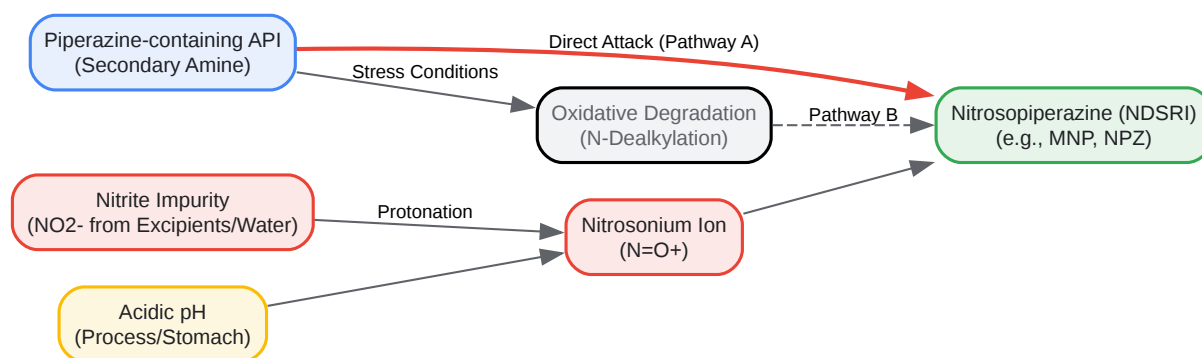 Piperazine-containing API
(Secondary Amine)
Direct Attack (Pathway A)
Stress Conditions
Oxidative Degradation
(N-Dealkylation)
Pathway B
Nitrosopiperazine (NDSRI)
(e.g., MNP, NPZ)
Nitrite Impurity
(NO2- from Excipients/Water)
Protonation
Nitrosonium Ion
(N=O+)
Acidic pH
(Process/Stomach)